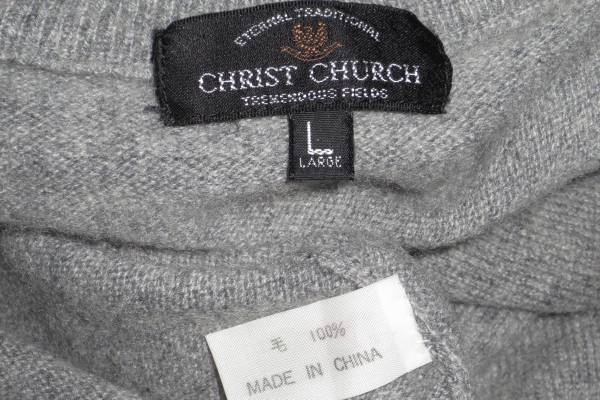 ETERNAL TRADITIONAL
CHRIST CHURCH
TREMENDOUS FIELDS
L
LARGE
毛 100%
MADE IN CHINA